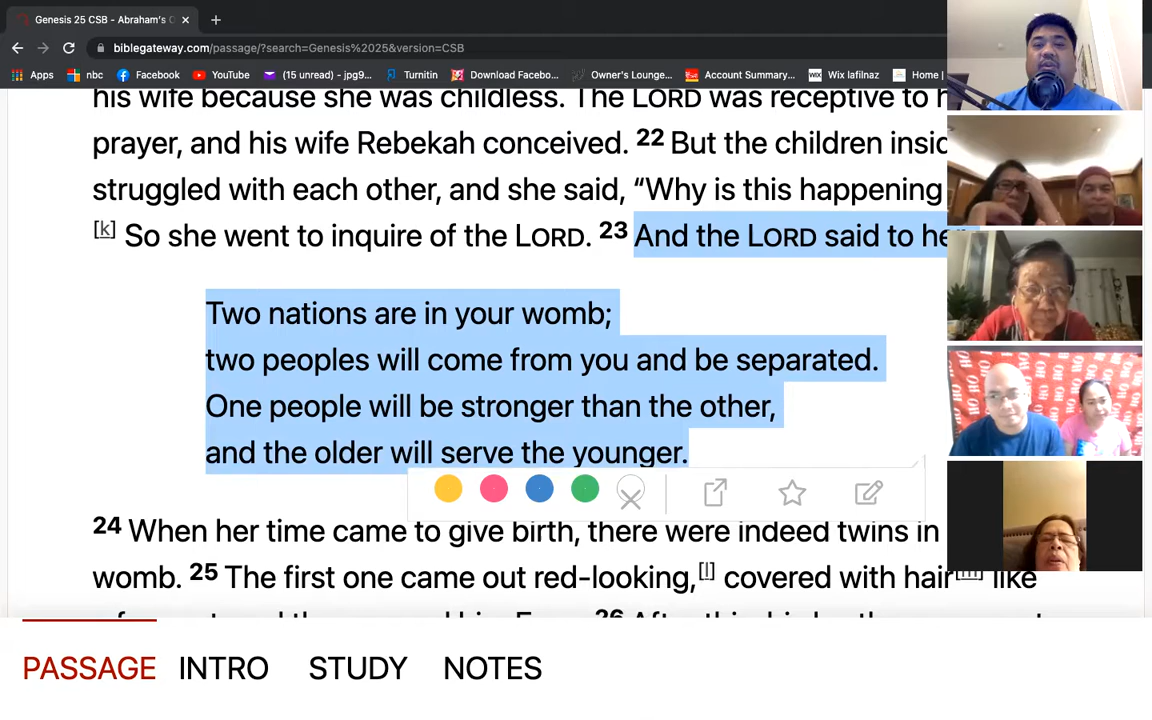 Genesis 25 CSB - Abraham's
biblegateway.com/passage/?search=Genesis%2025&version=CSB
Apps nbc Facebook YouTube (15 unread) - jpg9... Turnitin Download Facebo... Owner's Lounge... Account Summary... WIX Wix lafilnaz Home |
his wife because she was childless. The LORD was receptive to
prayer, and his wife Rebekah conceived. 22 But the children
struggled with each other, and she said, “Why is this happening
[k] So she went to inquire of the LORD. 23 And the LORD said to
Two nations are in your womb;
two peoples will come from you and be separated.
One people will be stronger than the other,
and the older will serve the younger.
24 When her time came to give birth, there were indeed twins in
womb. 25 The first one came out red-looking,[l] covered with hair[m] like
HO HO HO
PASSAGE INTRO STUDY NOTES